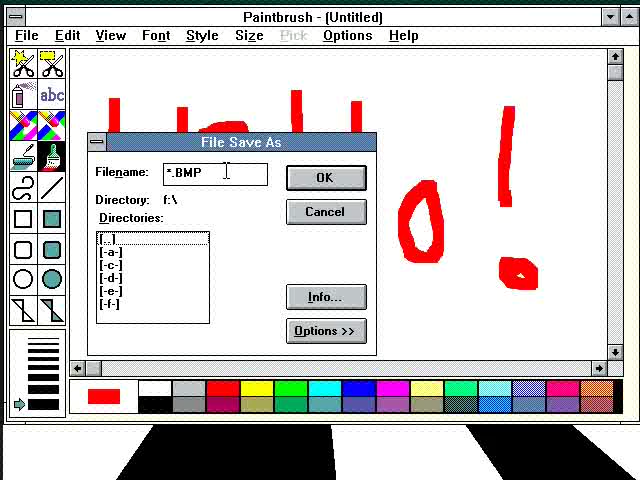 Paintbrush - (Untitled)
File Edit View Font Style Size Pick Options Help
abc
File Save As
Filename: *.BMP
OK
Directory: f:\
Cancel
Directories:
[..]
[-a-]
[-c-]
[-d-]
[-e-]
[-f-]
Info...
Options >>
o!